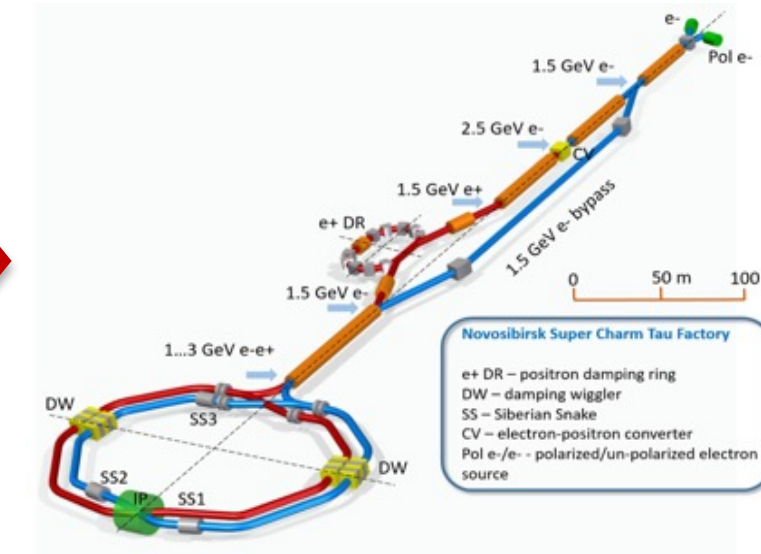 e-
Pol e-
1.5 GeV e-
2.5 GeV e-
CV
1.5 GeV e+
e+ DR
1.5 GeV e- bypass
1.5 GeV e-
0 50 m 100
1...3 GeV e-e+
DW
SS3
DW
SS2
IP
SS1
Novosibirsk Super Charm Tau Factory
e+ DR – positron damping ring
DW – damping wiggler
SS – Siberian Snake
CV – electron-positron converter
Pol e-/e- - polarized/un-polarized electron
source